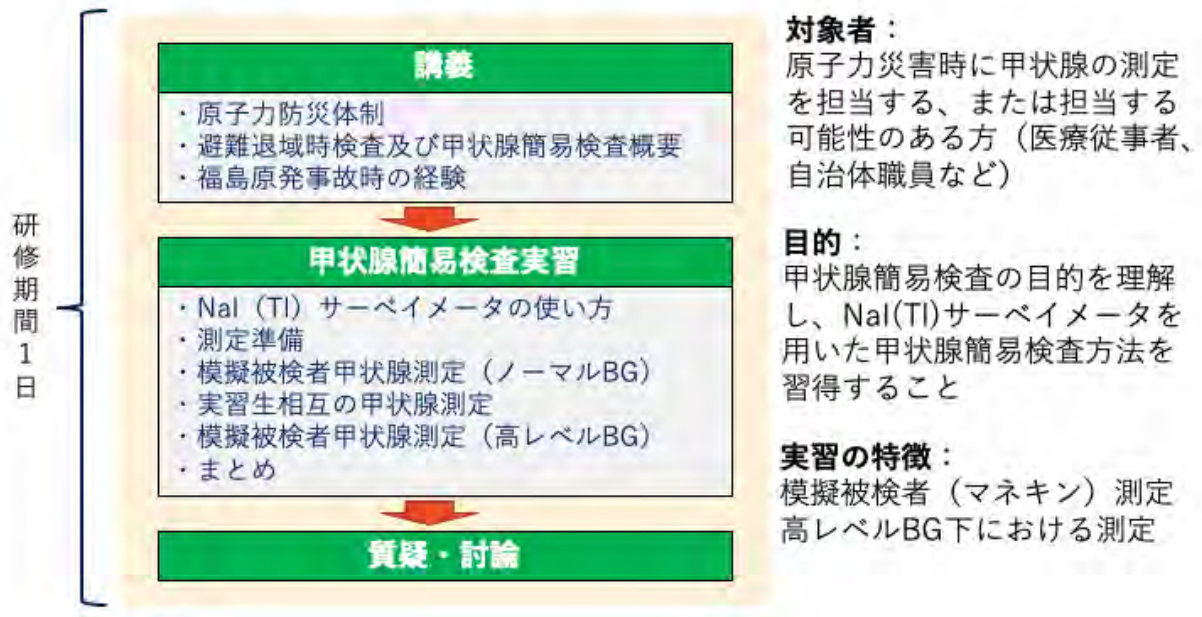 研修期間1日
講義
・原子力防災体制
・避難退域時検査及び甲状腺簡易検査概要
・福島原発事故時の経験
甲状腺簡易検査実習
・NaI（Tl）サーベイメータの使い方
・測定準備
・模擬被検者甲状腺測定（ノーマルBG）
・実習生相互の甲状腺測定
・模擬被検者甲状腺測定（高レベルBG）
・まとめ
質疑・討論
対象者：
原子力災害時に甲状腺の測定
を担当する、または担当する
可能性のある方（医療従事者、
自治体職員など）
目的：
甲状腺簡易検査の目的を理解
し、NaI(Tl)サーベイメータを
用いた甲状腺簡易検査方法を
習得すること
実習の特徴：
模擬被検者（マネキン）測定
高レベルBG下における測定